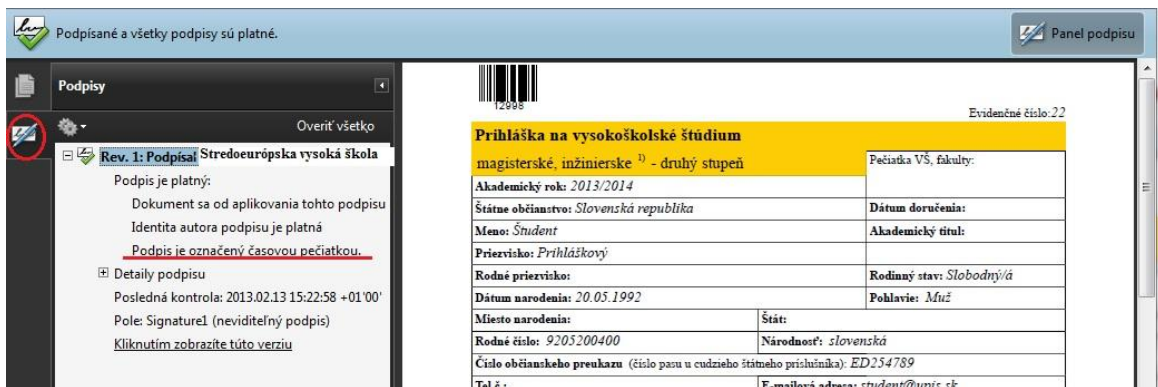 Podpísané a všetky podpisy sú platné.
Panel podpisu
Podpisy
Overiť všetko
Rev. 1: Podpísal Stredoeurópska vysoká škola
Podpis je platný:
Dokument sa od aplikovania tohto podpisu
Identita autora podpisu je platná
Podpis je označený časovou pečiatkou.
Detaily podpisu
Posledná kontrola: 2013.02.13 15:22:58 +01'00'
Pole: Signature1 (neviditeľný podpis)
Kliknutím zobrazíte túto verziu
12998
Evidenčné číslo:22
Prihláška na vysokoškolské štúdium
magisterské, inžinierske 1) - druhý stupeň
Pečiatka VŠ, fakulty:
Akademický rok: 2013/2014
Štátne občianstvo: Slovenská republika
Dátum doručenia:
Meno: Študent
Akademický titul:
Priezvisko: Prihláškový
Rodné priezvisko:
Rodinný stav: Slobodný/á
Dátum narodenia: 20.05.1992
Pohlavie: Muž
Miesto narodenia:
Štát:
Rodné číslo: 9205200400
Národnosť: slovenská
Číslo občianskeho preukazu (číslo pasu u cudzieho štátneho príslušníka): ED254789
Tel.č.:
E-mailová adresa: student@upis.sk